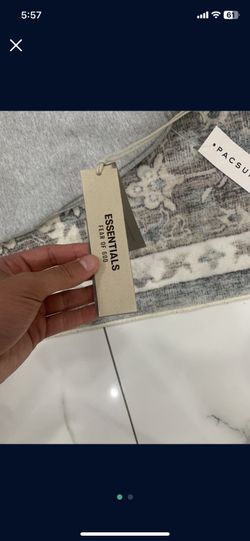 5:57
61
ESSENTIALS
FEAR OF GOD
•PACSU